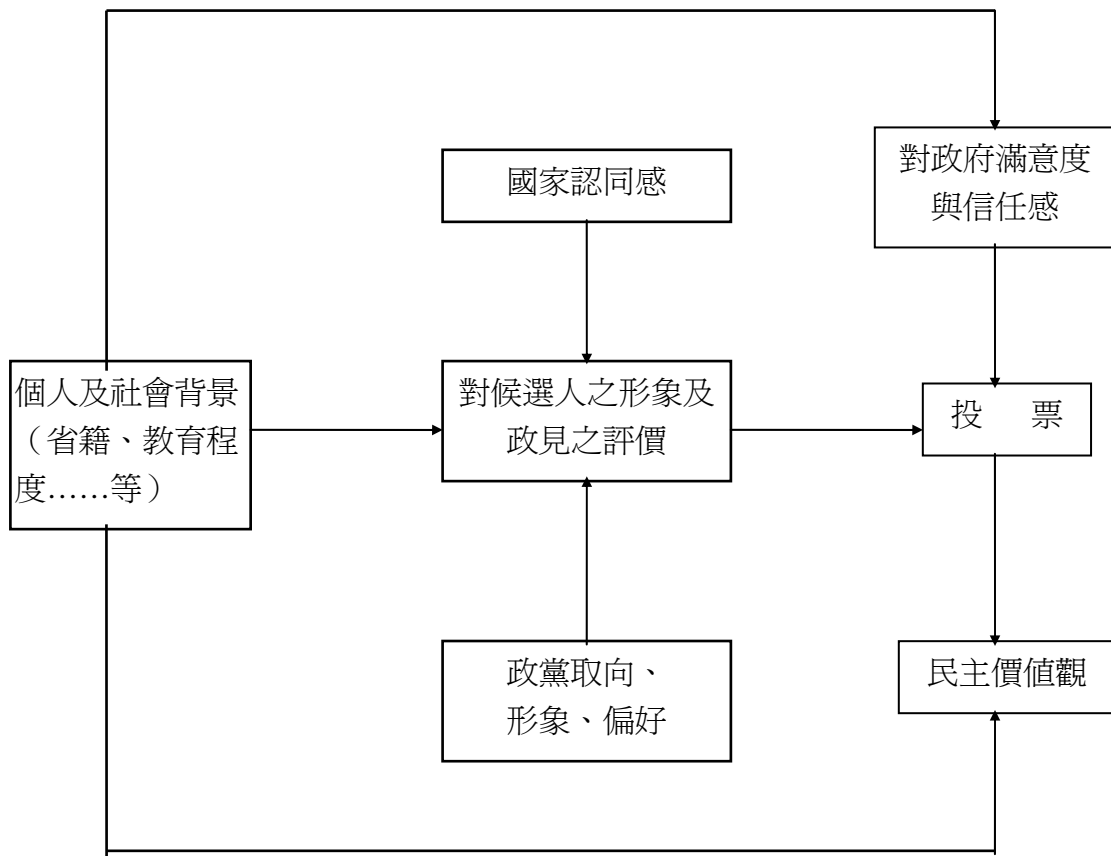 國家認同感
對政府滿意度
與信任感
個人及社會背景
（省籍、教育程
度……等）
對候選人之形象及
政見之評價
投　　票
政黨取向、
形象、偏好
民主價值觀